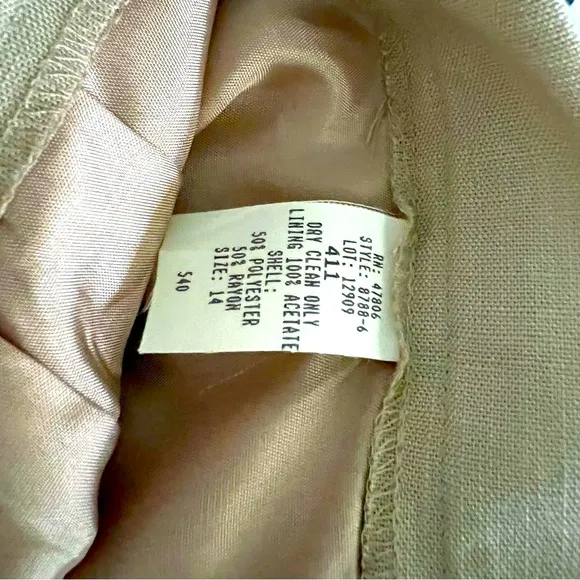 RN: 47806
STYLE: 8788-6
LOT: 12909
411
DRY CLEAN ONLY
LINING 100% ACETATE
SHELL:
50% POLYESTER
50% RAYON
SIZE: 14
540